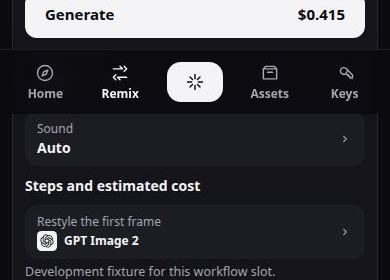 Generate $0.415
Home Remix Assets Keys
Sound
Auto
Steps and estimated cost
Restyle the first frame
GPT Image 2
Development fixture for this workflow slot.